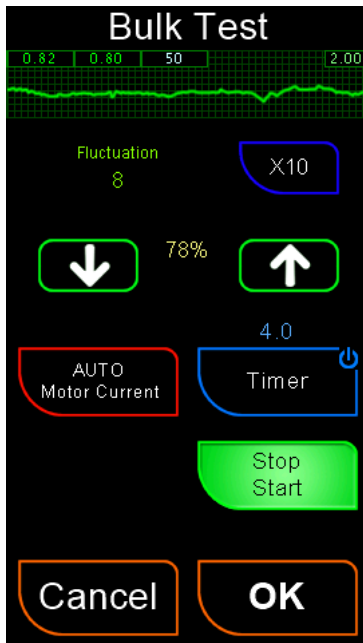 Bulk Test
0.82 0.80 50 2.00
Fluctuation
8
X10
78%
4.0
AUTO
Motor Current
Timer
Stop
Start
Cancel
OK